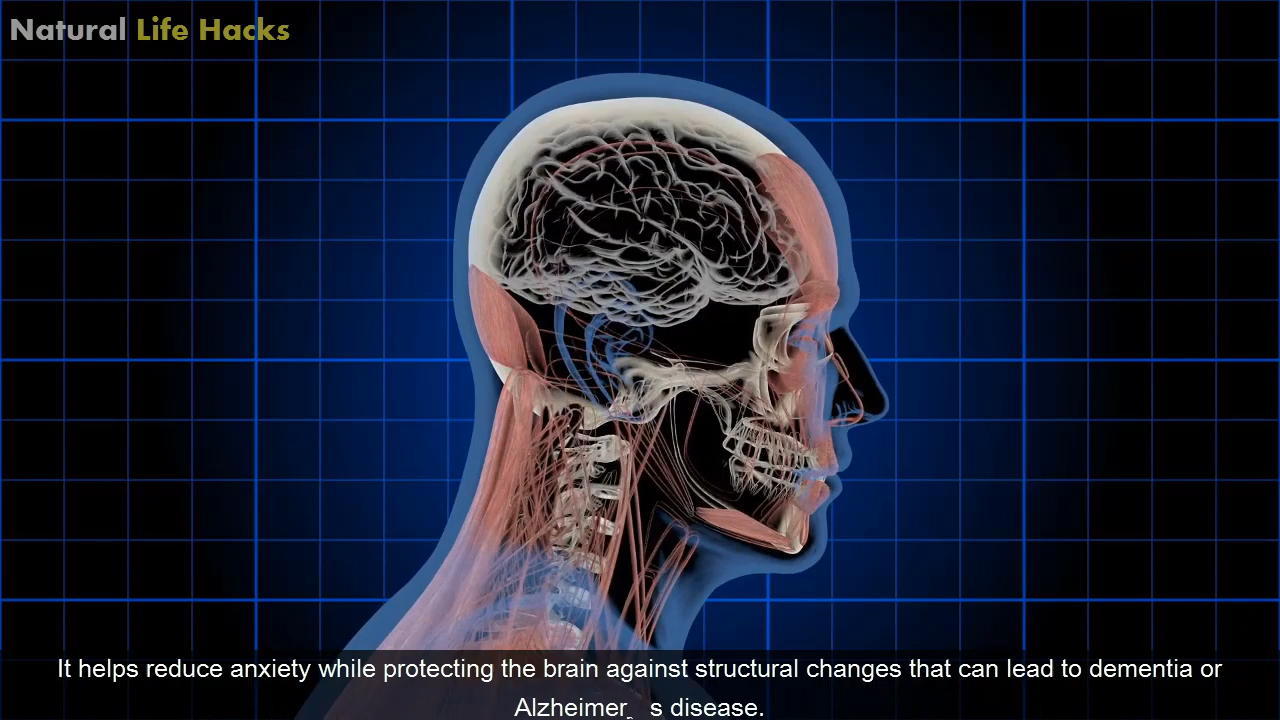 Natural Life Hacks
It helps reduce anxiety while protecting the brain against structural changes that can lead to dementia or
Alzheimer s disease.